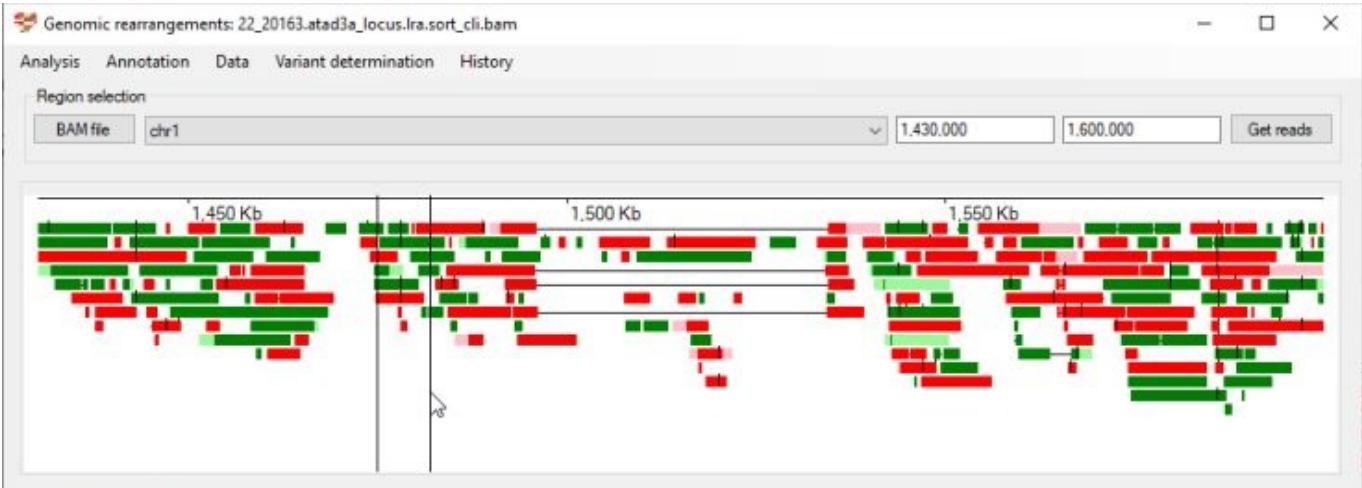 Genomic rearrangements: 22_20163.atad3a_locus.lra.sort_cli.bam
Analysis Annotation Data Variant determination History
Region selection
BAM file chr1 1.430.000 1.600.000 Get reads
1,450 Kb 1,500 Kb 1,550 Kb